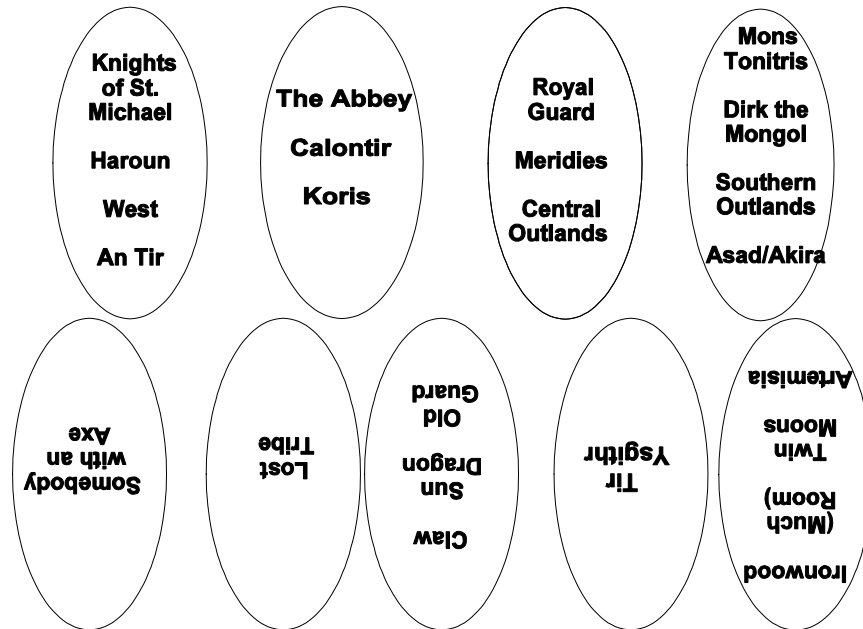 Knights
of St.
Michael
Haroun
West
An Tir
The Abbey
Calontir
Koris
Royal
Guard
Meridies
Central
Outlands
Mons
Tonitris
Dirk the
Mongol
Southern
Outlands
Asad/Akira
Somebody
with an
Axe
Lost
Tribe
Claw
Sun
Dragon
Old
Guard
Tir
Ysgithr
Ironwood
(Much
Room)
Twin
Moons
Artemisia